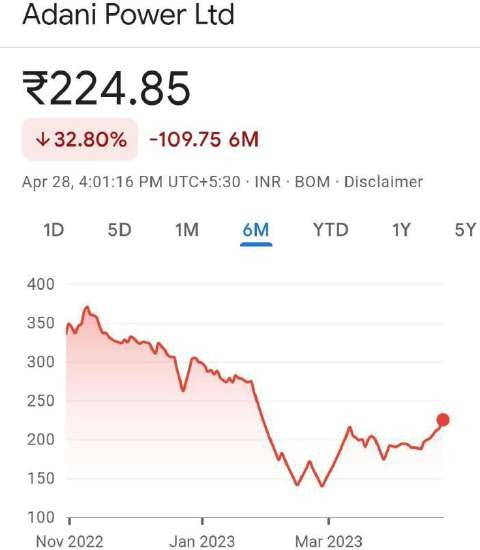 Adani Power Ltd
₹224.85
↓32.80% -109.75 6M
Apr 28, 4:01:16 PM UTC+5:30 · INR · BOM · Disclaimer
1D 5D 1M 6M YTD 1Y 5Y
400
350
300
250
200
150
100
Nov 2022 Jan 2023 Mar 2023